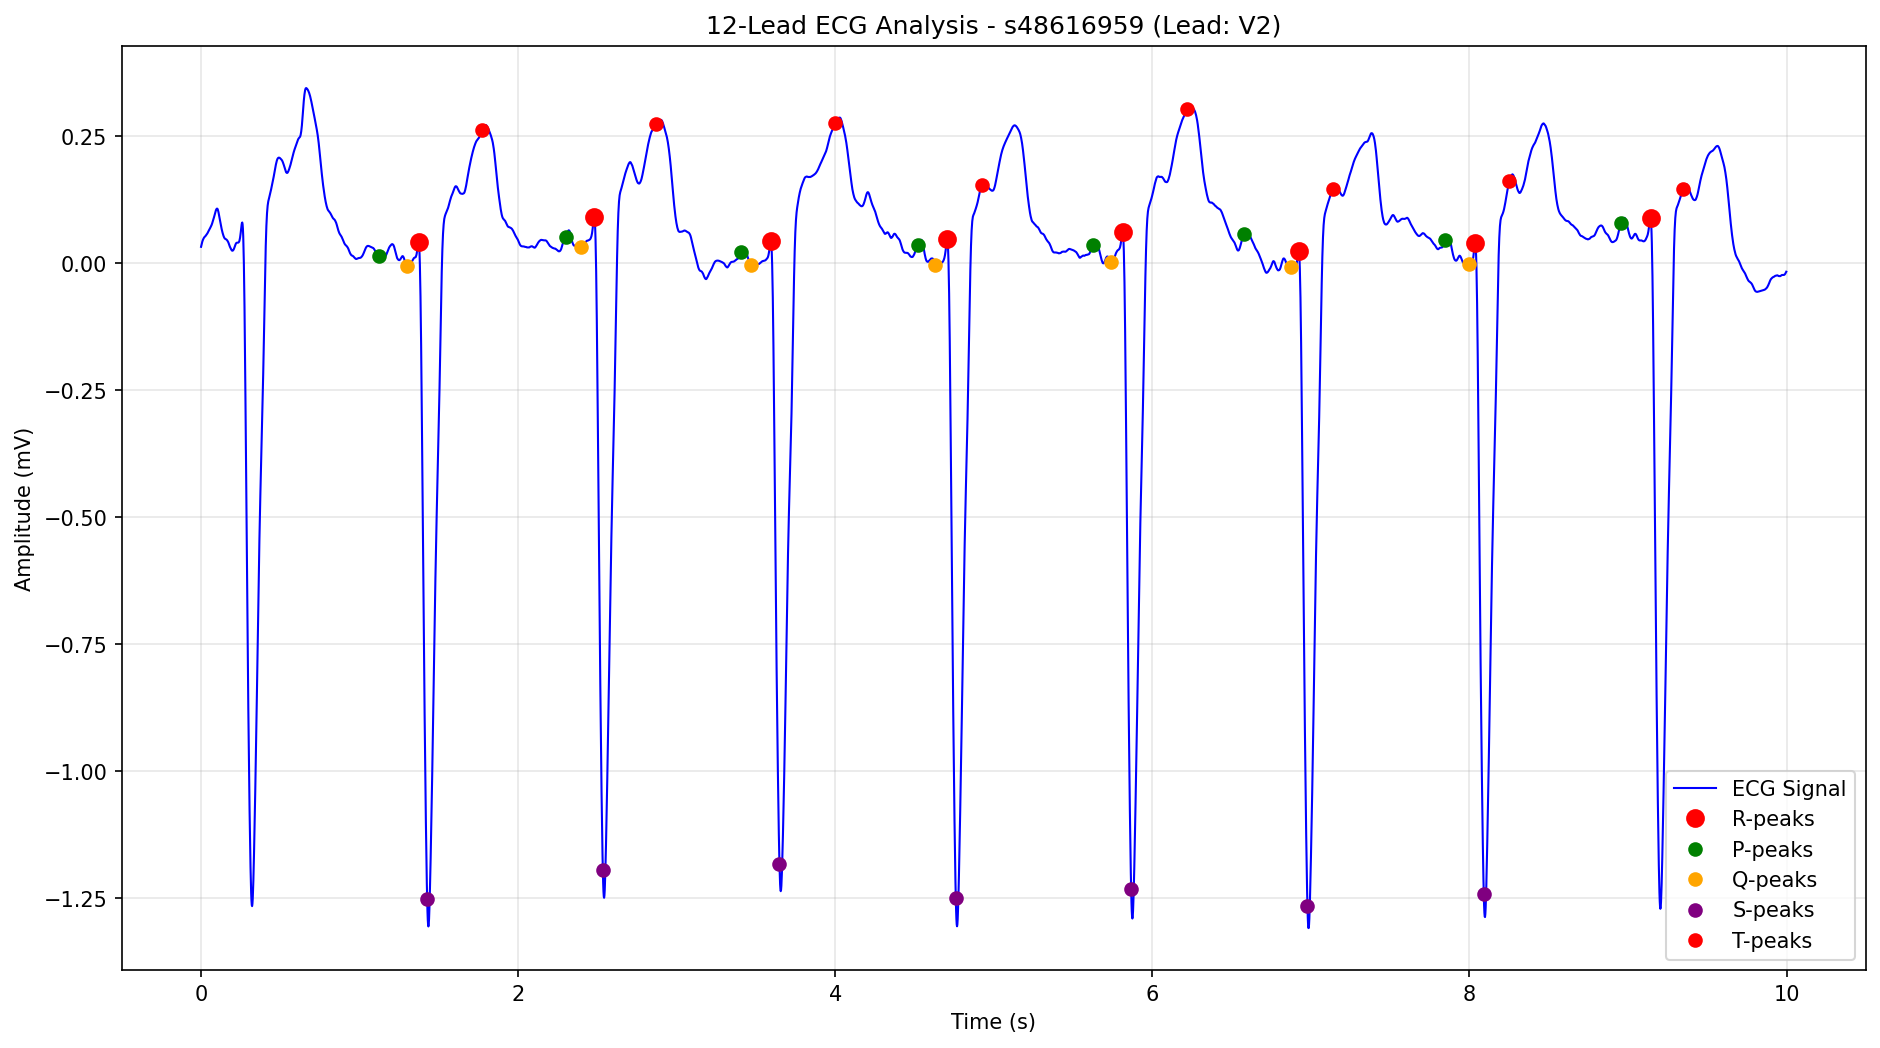 12-Lead ECG Analysis - s48616959 (Lead: V2)
Amplitude (mV)
0.25
0.00
−0.25
−0.50
−0.75
−1.00
−1.25
ECG Signal
R-peaks
P-peaks
Q-peaks
S-peaks
T-peaks
0 2 4 6 8 10
Time (s)